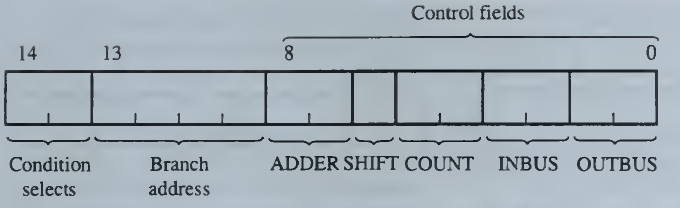 Control fields
14 13 8 0
Condition selects
Branch address
ADDER SHIFT COUNT INBUS OUTBUS